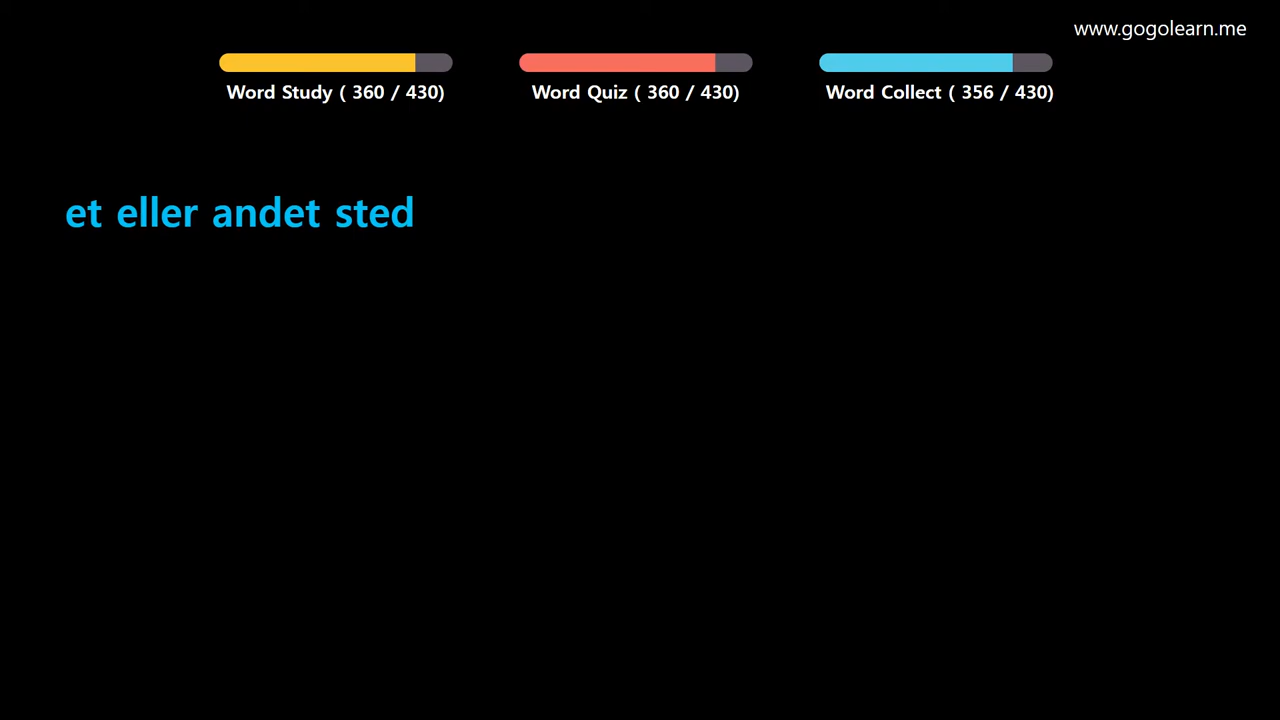 www.gogolearn.me
Word Study ( 360 / 430)
Word Quiz ( 360 / 430)
Word Collect ( 356 / 430)
et eller andet sted